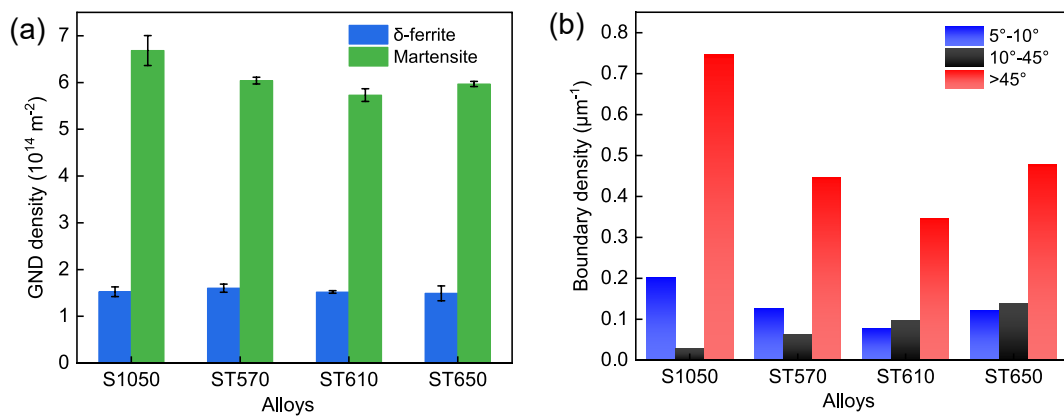 (a)
GND density (10¹⁴ m⁻²)
7
6
5
4
3
2
1
0
δ-ferrite
Martensite
S1050 ST570 ST610 ST650
Alloys
(b)
Boundary density (µm⁻¹)
0.8
0.7
0.6
0.5
0.4
0.3
0.2
0.1
0.0
5°-10°
10°-45°
>45°
S1050 ST570 ST610 ST650
Alloys